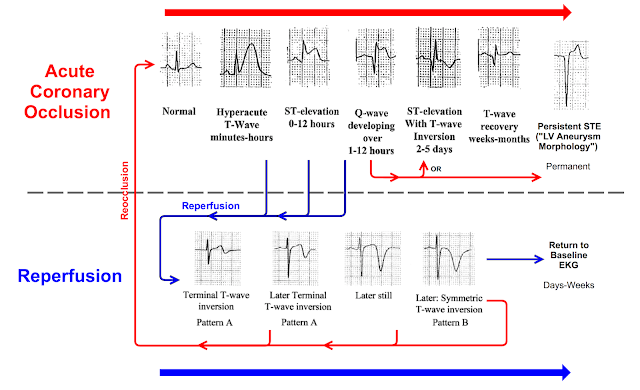 Acute
Coronary
Occlusion
Normal
Hyperacute
T-Wave
minutes-hours
ST-elevation
0-12 hours
Q-wave
developing
over
1-12 hours
ST-elevation
With T-wave
Inversion
2-5 days
T-wave
recovery
weeks-months
Persistent STE
("LV Aneurysm
Morphology")
Permanent
OR
Reocclusion
Reperfusion
Reperfusion
Terminal T-wave
inversion
Pattern A
Later Terminal
T-wave inversion
Pattern A
Later still
Later: Symmetric
T-wave inversion
Pattern B
Return to
Baseline
EKG
Days-Weeks